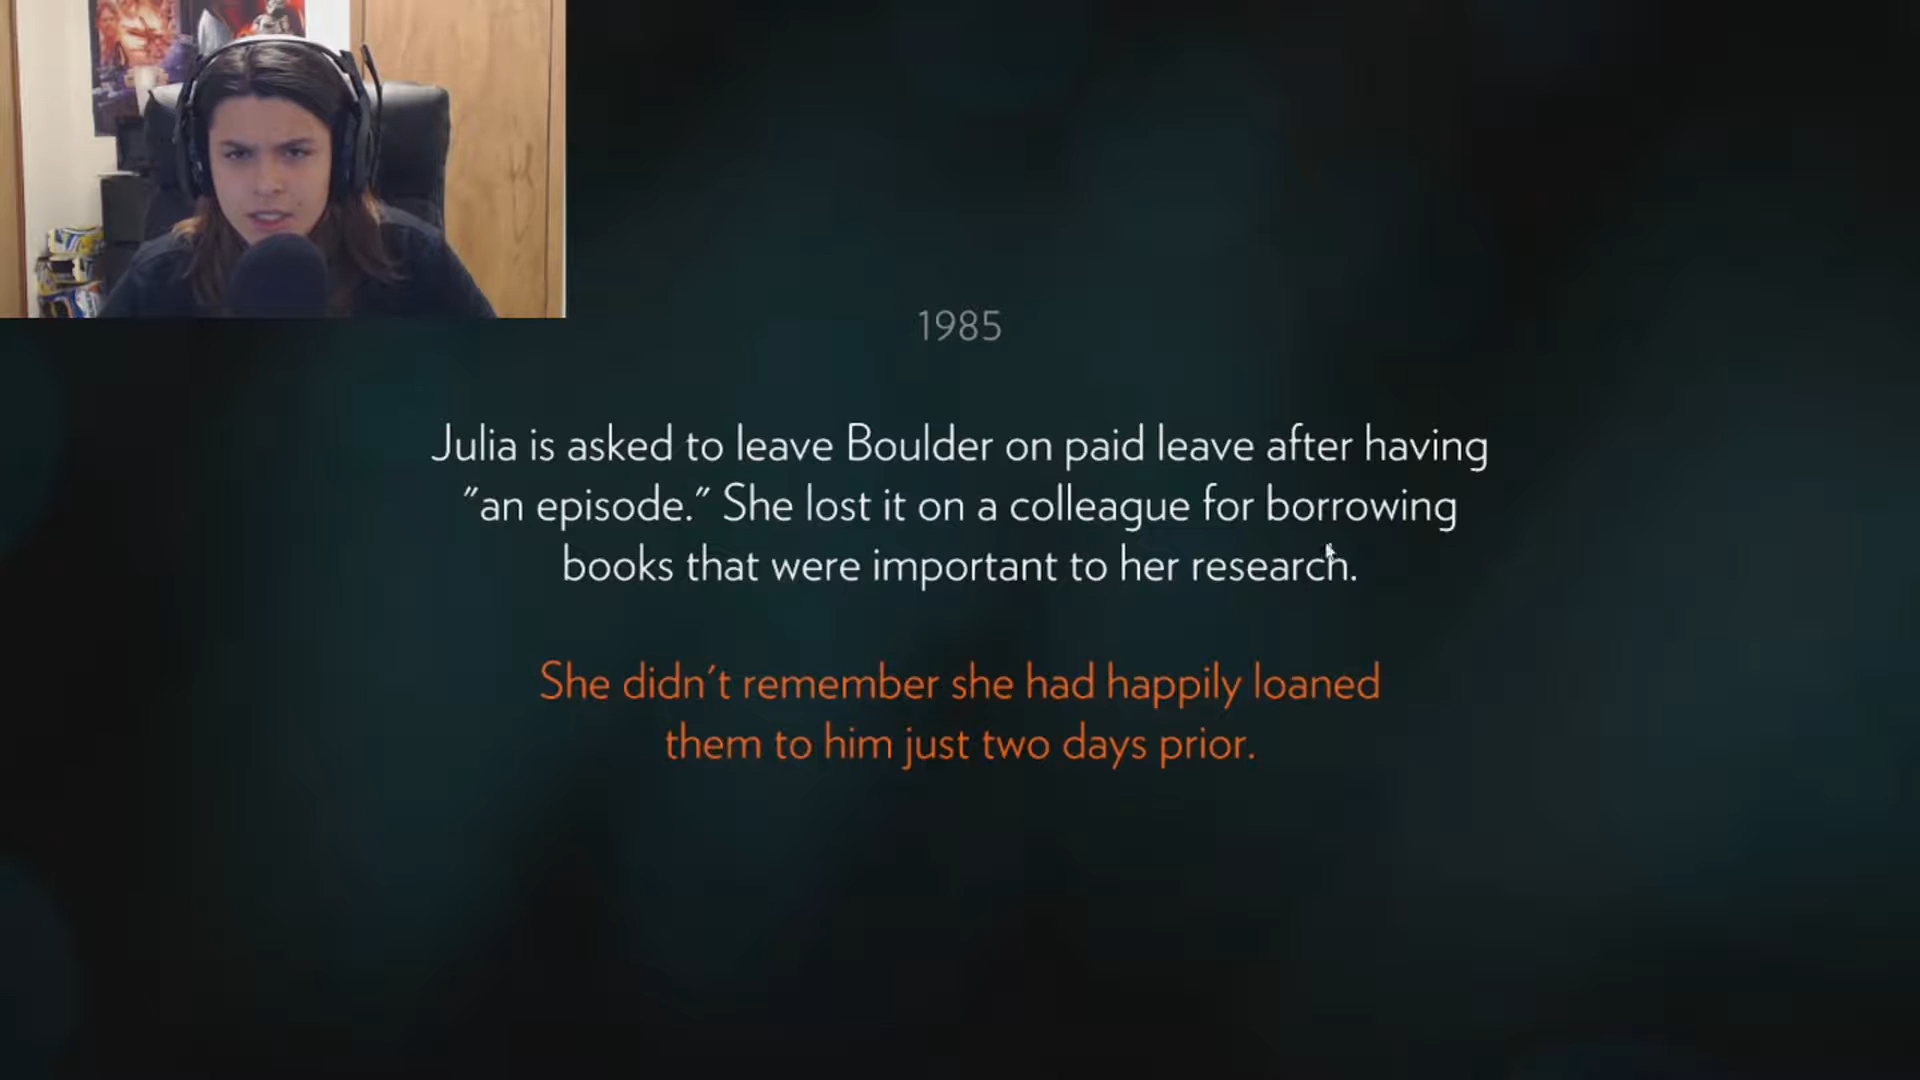 1985
Julia is asked to leave Boulder on paid leave after having
"an episode." She lost it on a colleague for borrowing
books that were important to her research.
She didn't remember she had happily loaned
them to him just two days prior.